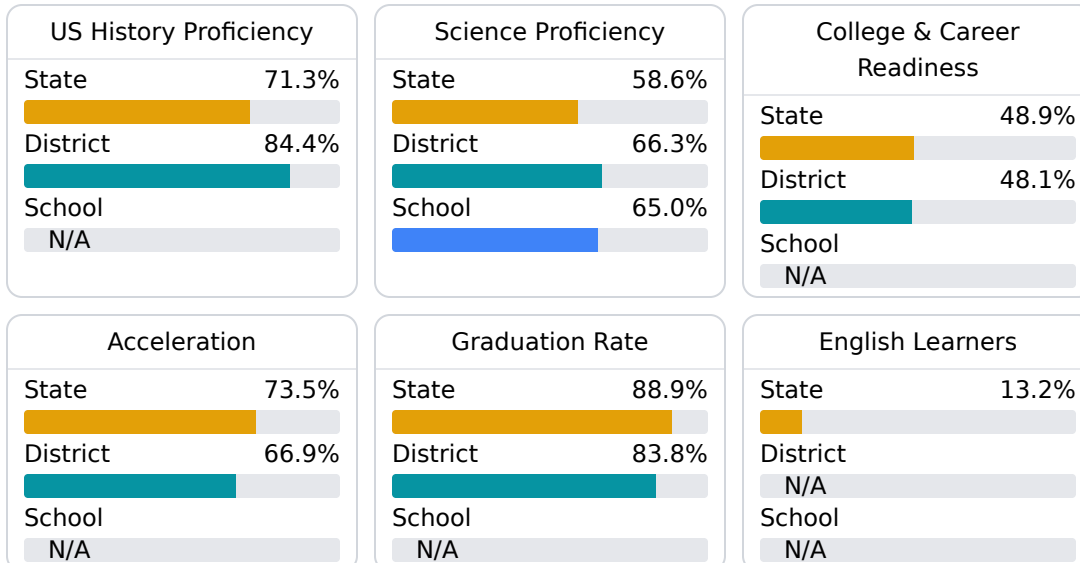 US History Proficiency
State 71.3%
District 84.4%
School
N/A
Science Proficiency
State 58.6%
District 66.3%
School 65.0%
College & Career
Readiness
State 48.9%
District 48.1%
School
N/A
Acceleration
State 73.5%
District 66.9%
School
N/A
Graduation Rate
State 88.9%
District 83.8%
School
N/A
English Learners
State 13.2%
District
N/A
School
N/A